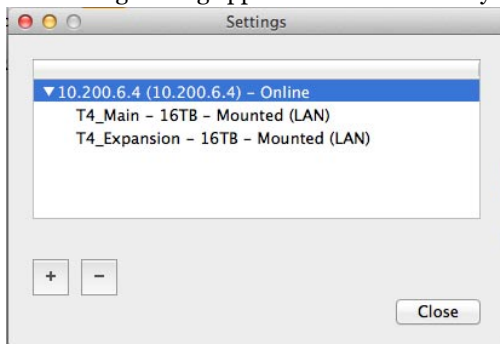 Settings
▼10.200.6.4 (10.200.6.4) – Online
T4_Main – 16TB – Mounted (LAN)
T4_Expansion – 16TB – Mounted (LAN)
+ –
Close